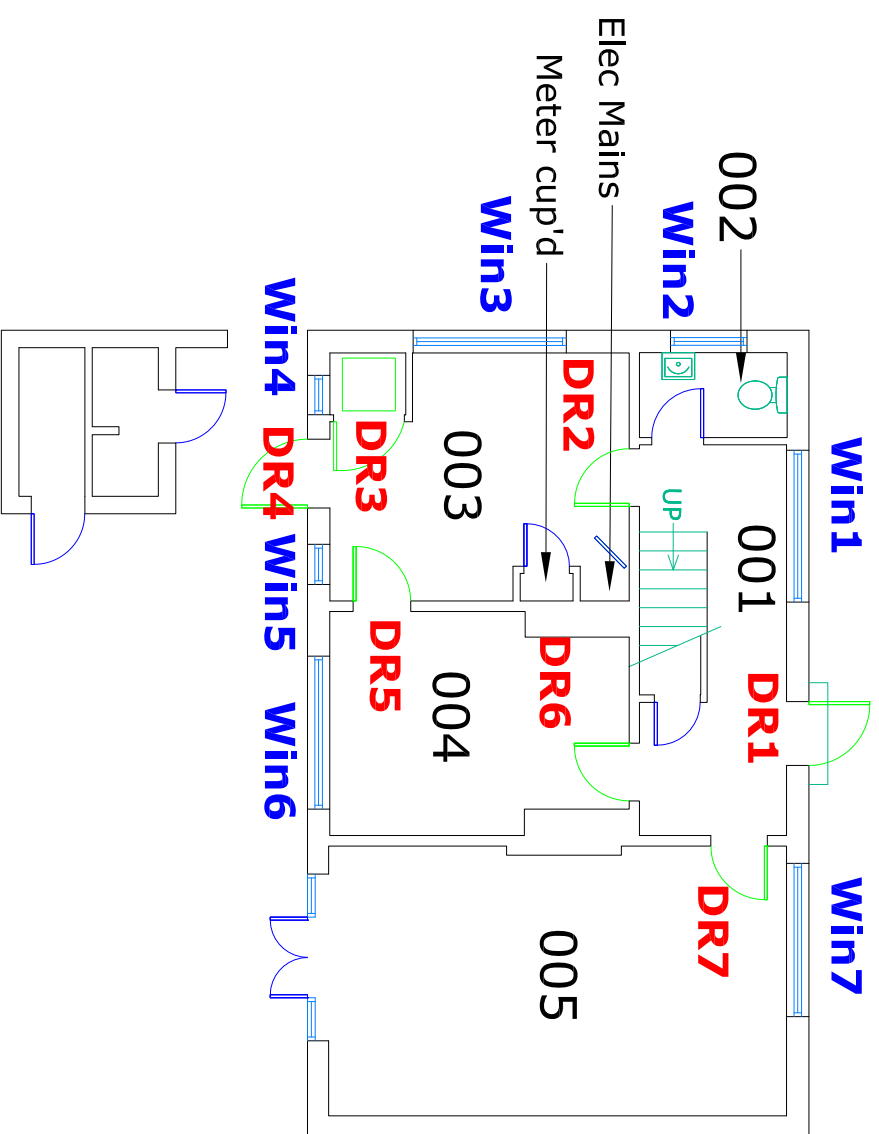 Win1
Win7
002
001
DR1
DR7
Win2
UP
Elec Mains
DR2
Meter cup'd
DR6
005
Win3
003
004
DR3
DR5
Win4
DR4
Win5
Win6